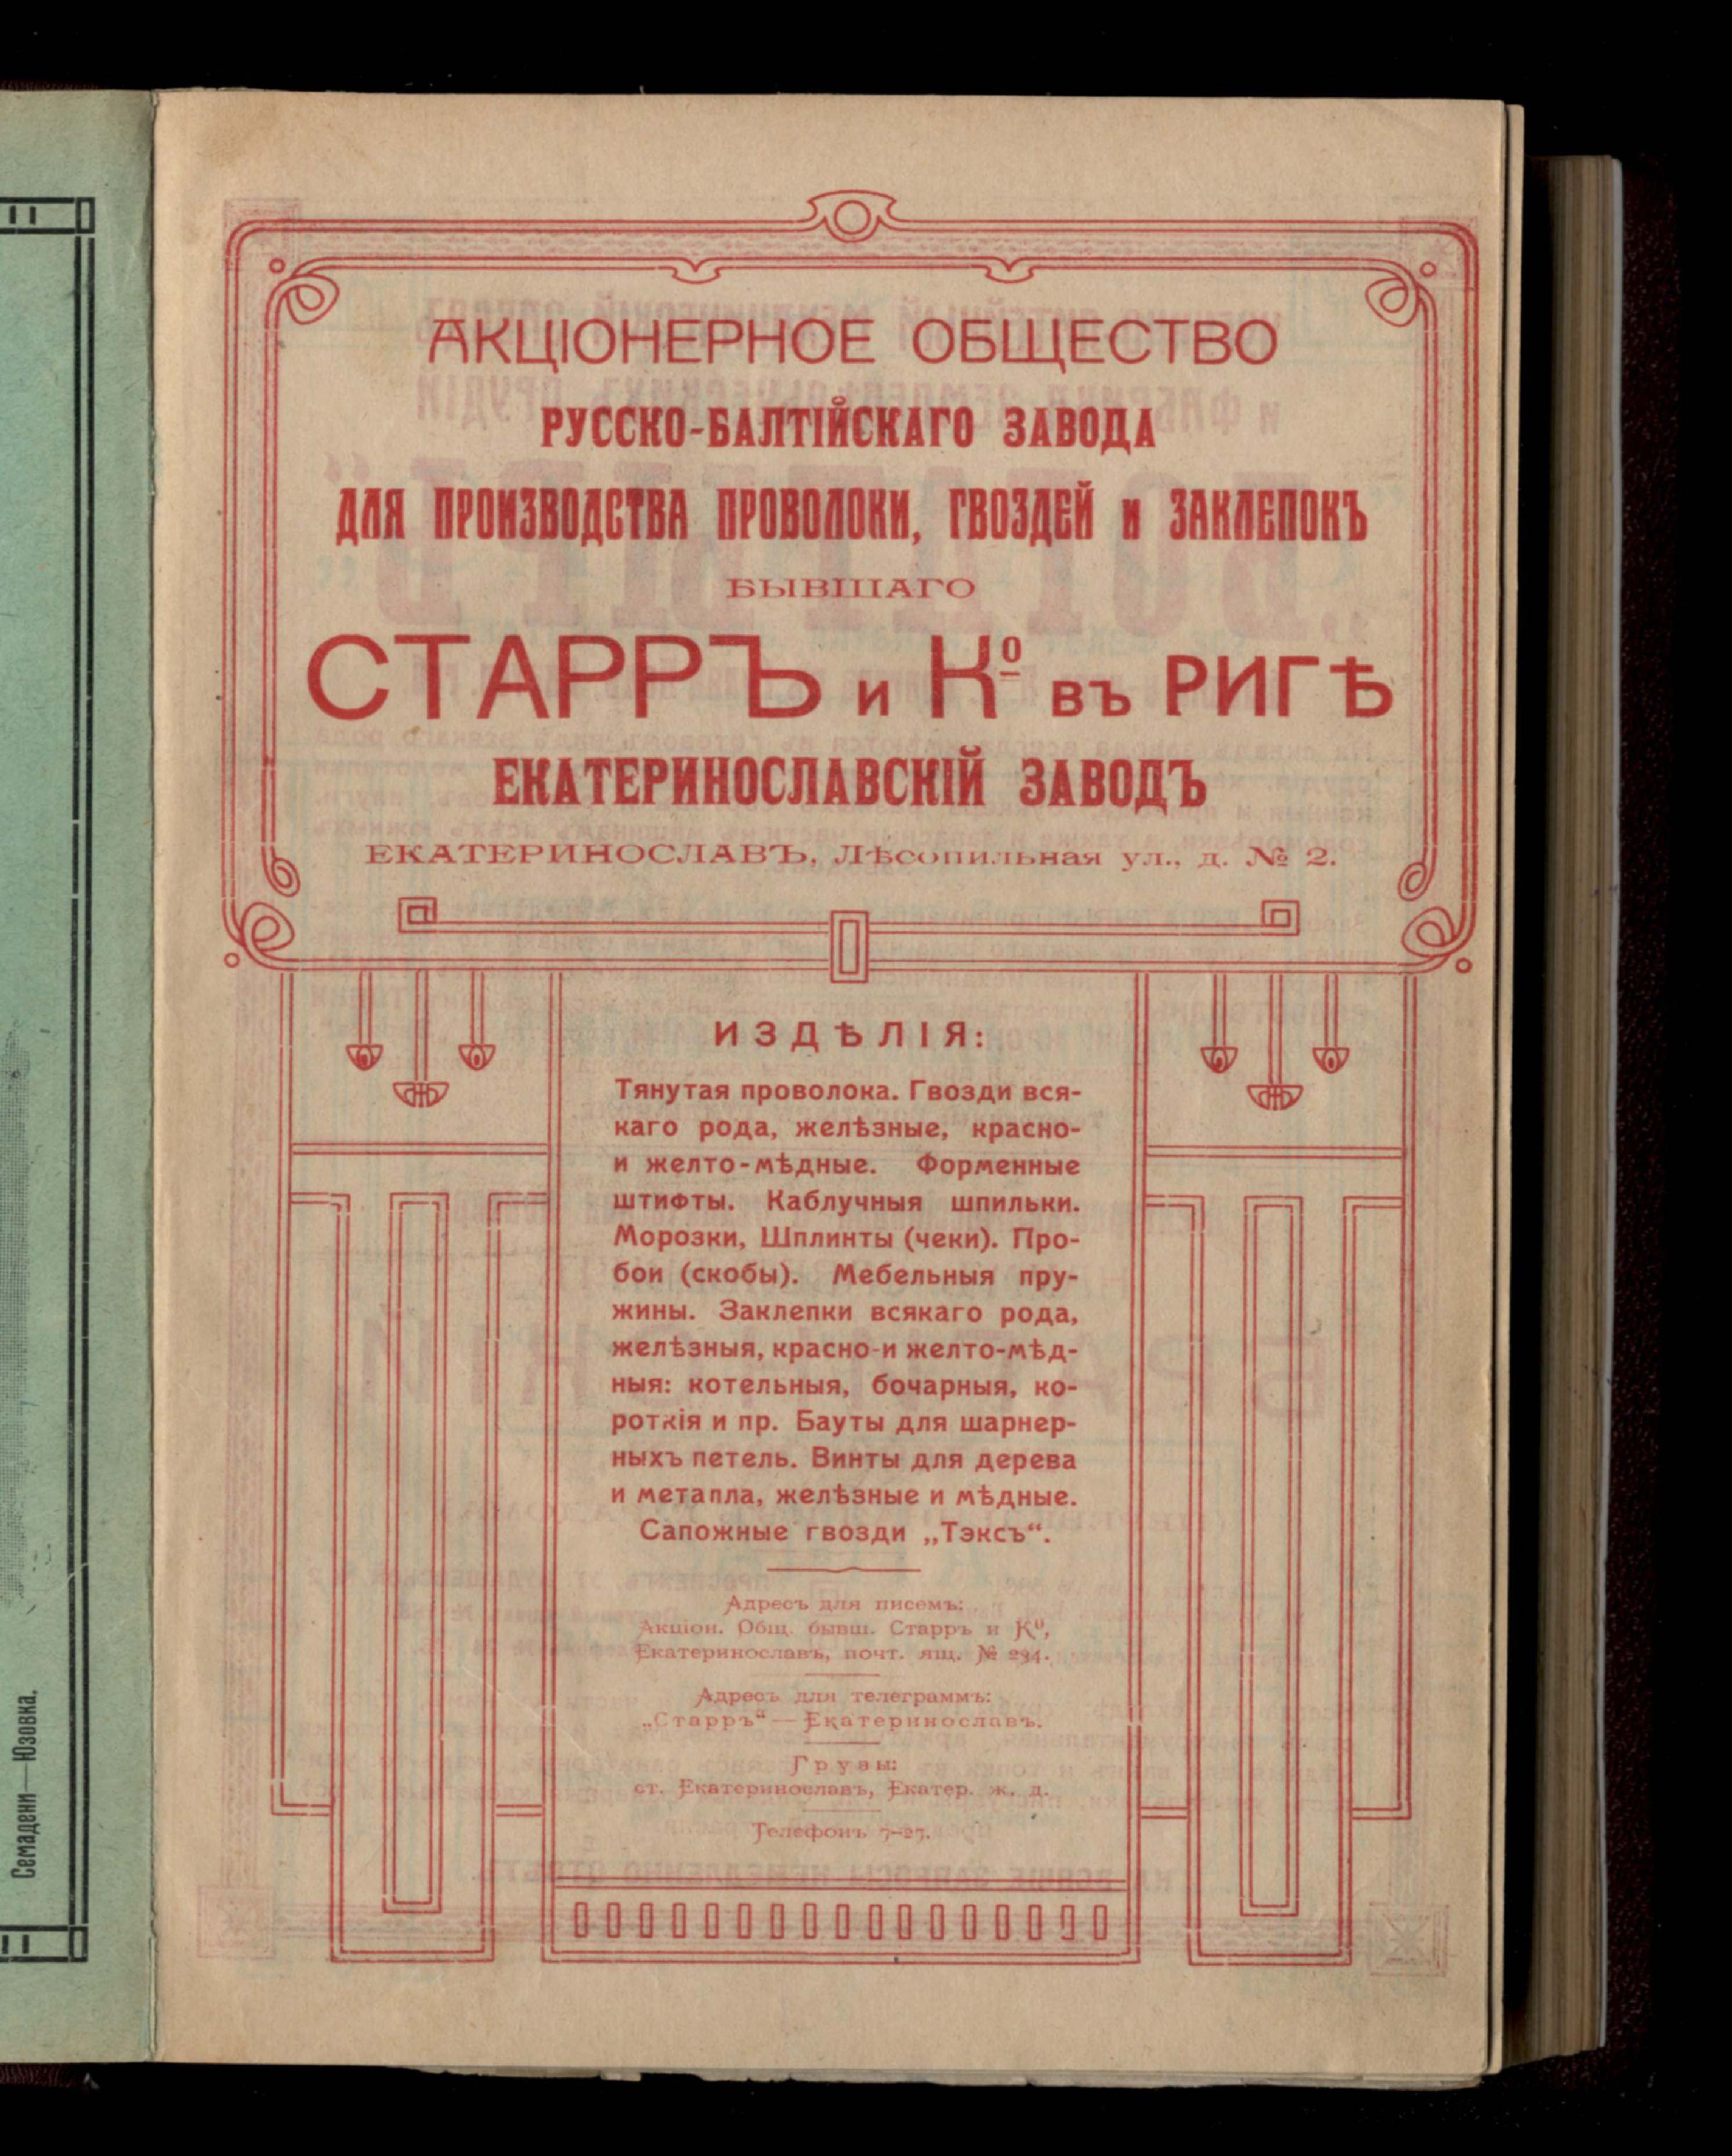 АКЦІОНЕРНОЕ ОБЩЕСТВО
РУССКО-БАЛТІЙСКАГО ЗАВОДА
ДЛЯ ПРОИЗВОДСТВА ПРОВОЛОКИ, ГВОЗДЕЙ и ЗАКЛЕПОКЪ
БЫВШАГО
СТАРРЪ и Кº въ РИГѢ
ЕКАТЕРИНОСЛАВСКІЙ ЗАВОДЪ
ЕКАТЕРИНОСЛАВЪ, Лѣсопильная ул., д. № 2.
ИЗДѢЛІЯ:
Тянутая проволока. Гвозди вся-
каго рода, желѣзные, красно-
и желто-мѣдные. Форменные
штифты. Каблучныя шпильки.
Морозки, Шплинты (чеки). Про-
бои (скобы). Мебельныя пру-
жины. Заклепки всякаго рода,
желѣзныя, красно-и желто-мѣд-
ныя: котельныя, бочарныя, ко-
роткія и пр. Бауты для шарнер-
ныхъ петель. Винты для дерева
и металла, желѣзные и мѣдные.
Сапожные гвозди „Тэксъ“.
Адресъ для писемъ:
Акціон. Общ. бывш. Старръ и Кº,
Екатеринославъ, почт. ящ. № 294.
Адресъ для телеграммъ:
„Старръ“ — Екатеринославъ.
Грузы:
ст. Екатеринославъ, Екатер. ж. д.
Телефонъ 7-27.
Семадени—Юзовка.